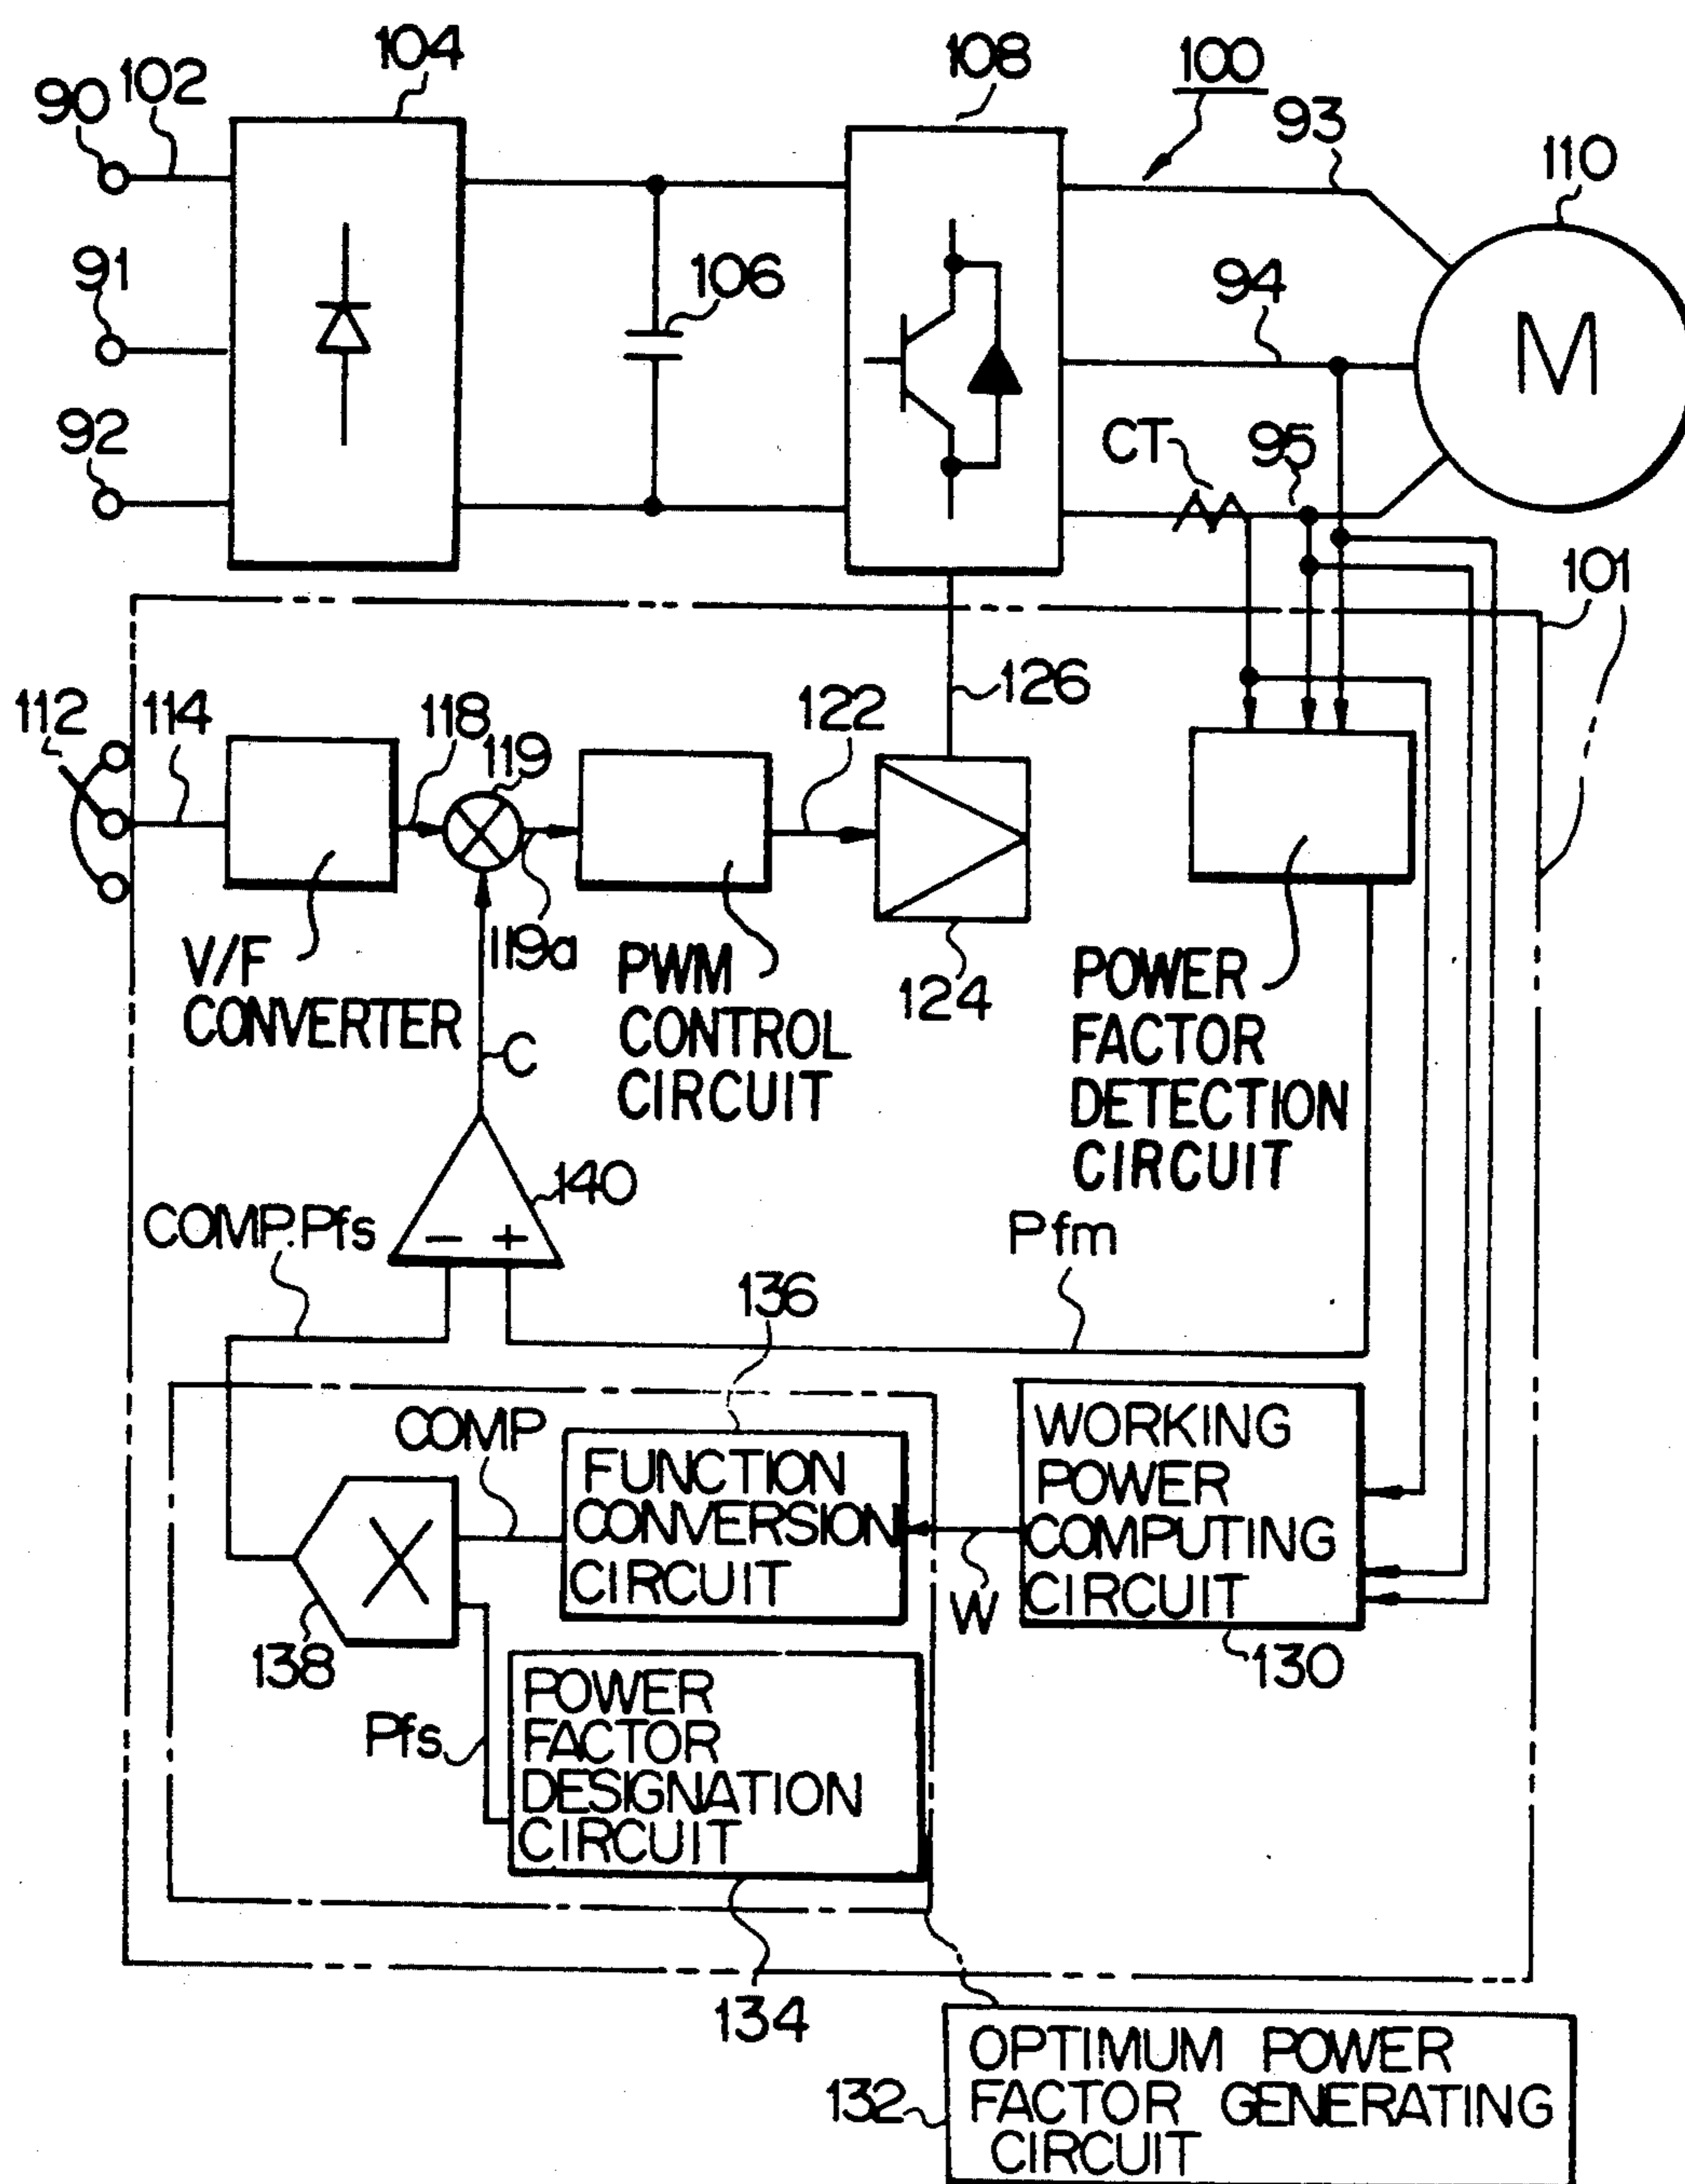 104
108
100
102
90
93
110
91
106
94
M
92
CT
95
101
126
112
114
118
119
122
119a
V/F
CONVERTER
PWM
CONTROL
CIRCUIT
124
POWER
FACTOR
DETECTION
CIRCUIT
C
140
COMP.Pfs
− +
Pfm
136
COMP
FUNCTION
CONVERSION
CIRCUIT
WORKING
POWER
COMPUTING
CIRCUIT
W
138
130
Pfs
POWER
FACTOR
DESIGNATION
CIRCUIT
134
132
OPTIMUM POWER
FACTOR GENERATING
CIRCUIT